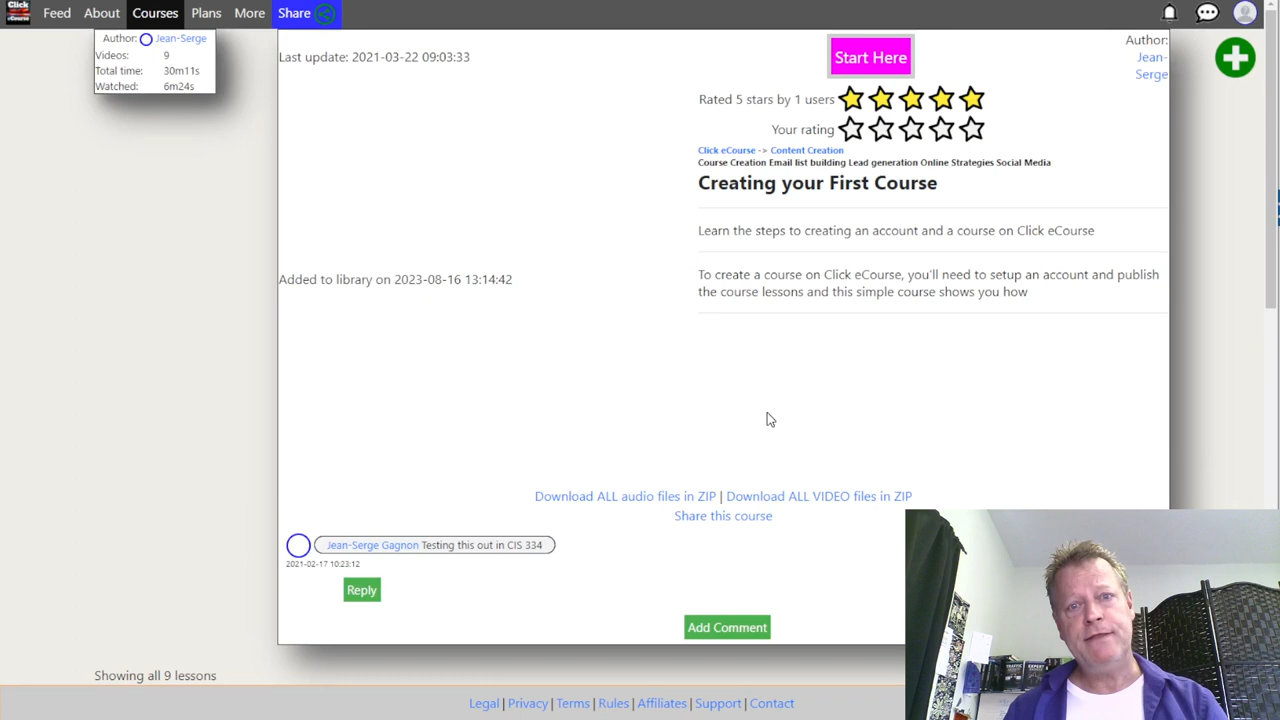 Click
eCourse
Feed About Courses Plans More Share
Author: Jean-Serge
Videos: 9
Total time: 30m11s
Watched: 6m24s
Last update: 2021-03-22 09:03:33
Start Here
Author:
Jean-
Serge
Rated 5 stars by 1 users
Your rating
Click eCourse -> Content Creation
Course Creation Email list building Lead generation Online Strategies Social Media
Creating your First Course
Learn the steps to creating an account and a course on Click eCourse
Added to library on 2023-08-16 13:14:42
To create a course on Click eCourse, you'll need to setup an account and publish
the course lessons and this simple course shows you how
Download ALL audio files in ZIP | Download ALL VIDEO files in ZIP
Share this course
Jean-Serge Gagnon Testing this out in CIS 334
2021-02-17 10:23:12
Reply
Add Comment
Showing all 9 lessons
Legal | Privacy | Terms | Rules | Affiliates | Support | Contact
TRAFFIC
EXPERT